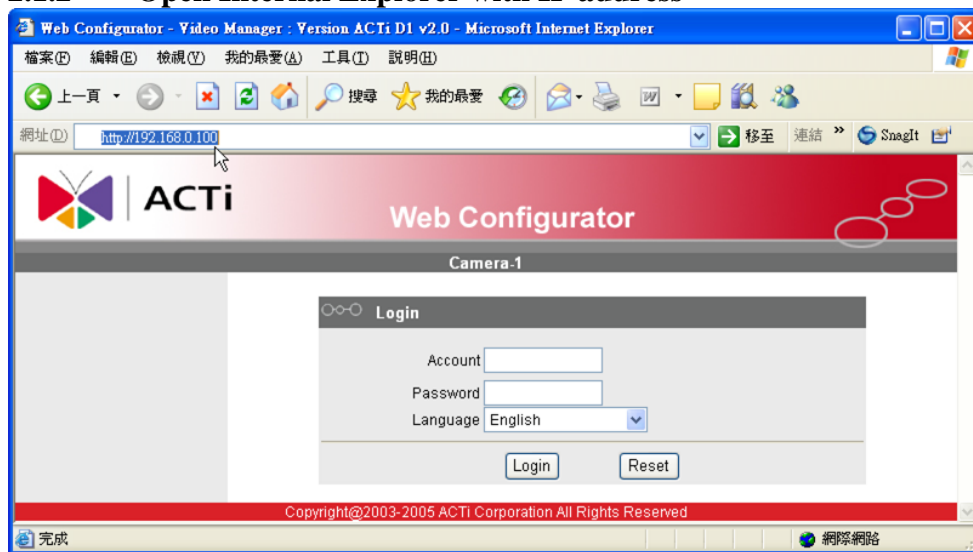 2.1.2 Open Internal Explorer with IP address
Web Configurator - Video Manager : Version ACTi D1 v2.0 - Microsoft Internet Explorer
檔案(F) 編輯(E) 檢視(V) 我的最愛(A) 工具(T) 說明(H)
上一頁 搜尋 我的最愛
網址(D) http://192.168.0.100 移至 連結 » SnagIt
ACTi
Web Configurator
Camera-1
Login
Account
Password
Language English
Login Reset
Copyright@2003-2005 ACTi Corporation All Rights Reserved
完成 網際網路